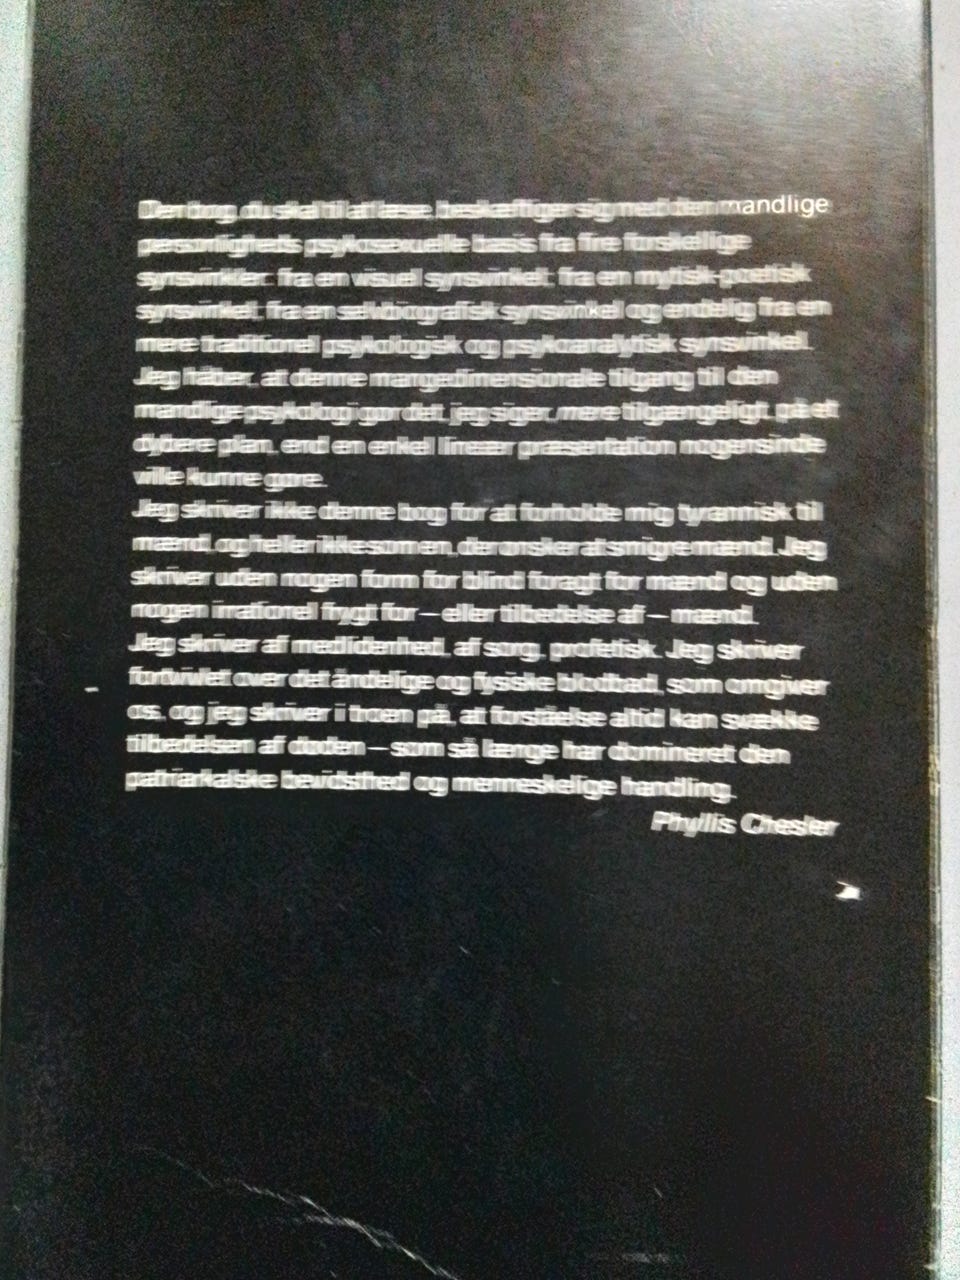 Den bog, du skal til at læse, beskæftiger sig med den mandlige
personligheds psykosexuelle basis fra fire forskellige
synsvinkler: fra en visuel synsvinkel; fra en mytisk-poetisk
synsvinkel; fra en selvbiografisk synsvinkel og endelig fra en
mere traditionel psykologisk og psykoanalytisk synsvinkel.
Jeg håber, at denne mangedimensionale tilgang til den
mandlige psykologi gør det, jeg siger, mere tilgængeligt, på et
dybere plan, end en enkel lineær præsentation nogensinde
ville kunne gøre.
Jeg skriver ikke denne bog for at forholde mig tyrannisk til
mænd, og heller ikke som en, der ønsker at smigre mænd. Jeg
skriver uden nogen form for blind foragt for mænd og uden
nogen irrationel frygt for – eller tilbedelse af – mænd.
Jeg skriver af medlidenhed, af sorg, profetisk. Jeg skriver
fortvivlet over det åndelige og fysiske blodbad, som omgiver
os, og jeg skriver i troen på, at forståelse altid kan svække
tilbedelsen af døden – som så længe har domineret den
patriarkalske bevidsthed og menneskelige handling.
Phyllis Chesler